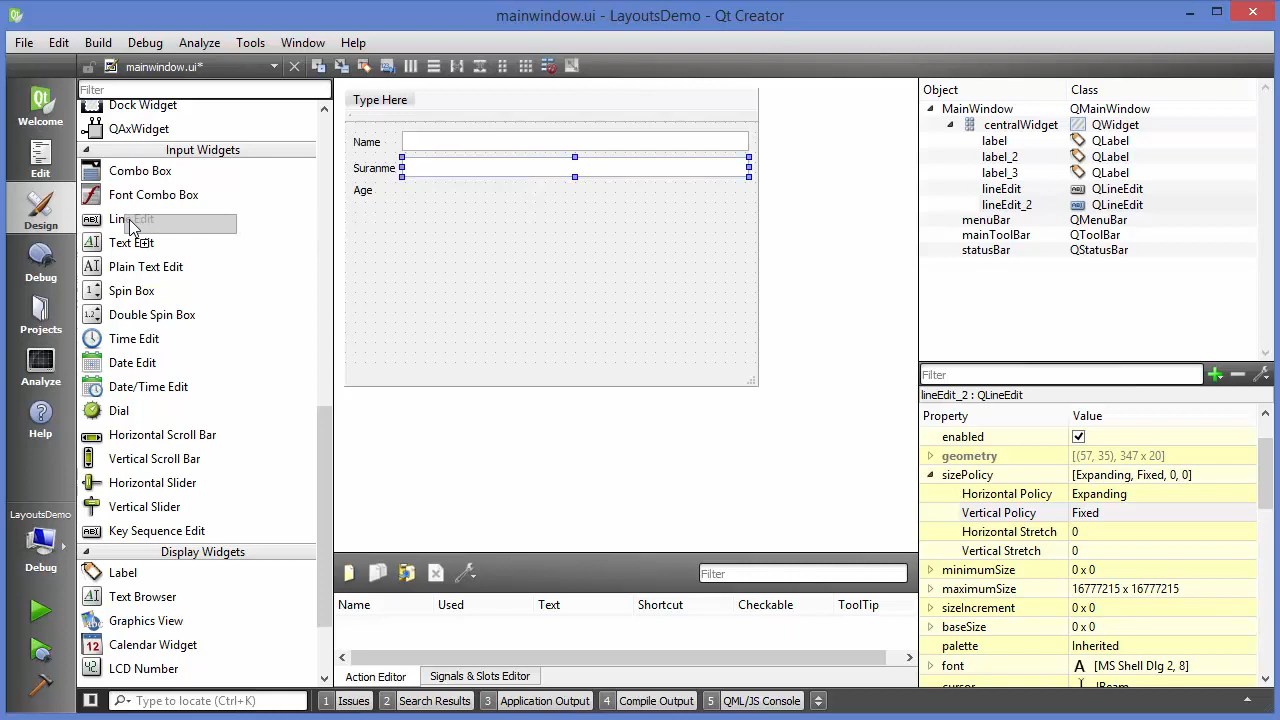 mainwindow.ui - LayoutsDemo - Qt Creator
File Edit Build Debug Analyze Tools Window Help
mainwindow.ui*
Welcome
Edit
Design
Debug
Projects
Analyze
Help
LayoutsDemo
Debug
Filter
Dock Widget
QAxWidget
Input Widgets
Combo Box
Font Combo Box
Line Edit
Text Edit
Plain Text Edit
Spin Box
Double Spin Box
Time Edit
Date Edit
Date/Time Edit
Dial
Horizontal Scroll Bar
Vertical Scroll Bar
Horizontal Slider
Vertical Slider
Key Sequence Edit
Display Widgets
Label
Text Browser
Graphics View
Calendar Widget
LCD Number
Type Here
Name
Suranme
Age
Filter
Name Used Text Shortcut Checkable ToolTip
Action Editor Signals & Slots Editor
Object Class
MainWindow QMainWindow
centralWidget QWidget
label QLabel
label_2 QLabel
label_3 QLabel
lineEdit QLineEdit
lineEdit_2 QLineEdit
menuBar QMenuBar
mainToolBar QToolBar
statusBar QStatusBar
Filter
lineEdit_2 : QLineEdit
Property Value
enabled
geometry [(57, 35), 347 x 20]
sizePolicy [Expanding, Fixed, 0, 0]
Horizontal Policy Expanding
Vertical Policy Fixed
Horizontal Stretch 0
Vertical Stretch 0
minimumSize 0 x 0
maximumSize 16777215 x 16777215
sizeIncrement 0 x 0
baseSize 0 x 0
palette Inherited
font A [MS Shell Dlg 2, 8]
cursor IBeam
Type to locate (Ctrl+K) 1 Issues 2 Search Results 3 Application Output 4 Compile Output 5 QML/JS Console